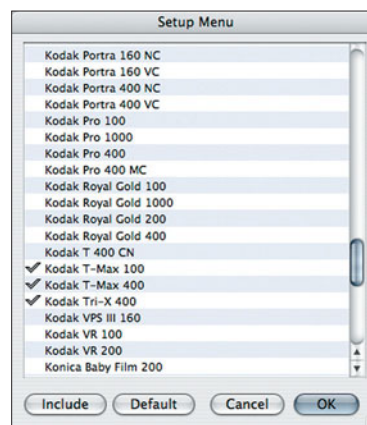 Setup Menu
Kodak Portra 160 NC
Kodak Portra 160 VC
Kodak Portra 400 NC
Kodak Portra 400 VC
Kodak Pro 100
Kodak Pro 1000
Kodak Pro 400
Kodak Pro 400 MC
Kodak Royal Gold 100
Kodak Royal Gold 1000
Kodak Royal Gold 200
Kodak Royal Gold 400
Kodak T 400 CN
Kodak T-Max 100
Kodak T-Max 400
Kodak Tri-X 400
Kodak VPS III 160
Kodak VR 100
Kodak VR 200
Konica Baby Film 200
Include Default Cancel OK